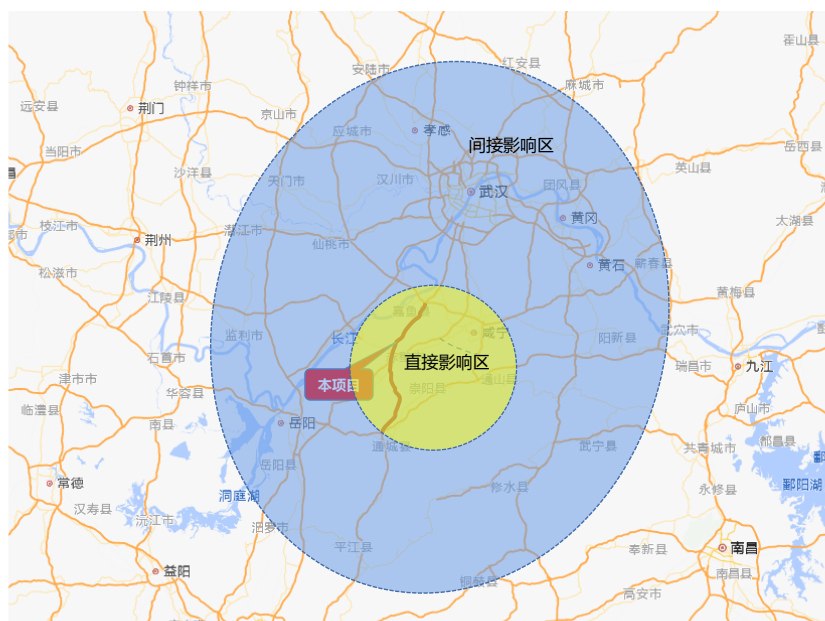 霍山县
红安县
安陆市
麻城市
钟祥市
远安县
荆门
京山市
应城市
孝感
间接影响区
岳西县
当阳市
英山县
沙洋县
天门市
汉川市
武汉
团风县
枝江市
黄冈
太湖县
潜江市
荆州
仙桃市
松滋市
黄石
蕲春县
江陵县
黄梅县
嘉鱼县
监利市
长江
咸宁
阳新县
武穴市
石首市
直接影响区
瑞昌市
九江
津市市
本项目
通山县
崇阳县
华容县
临澧县
庐山市
南县
岳阳
都昌县
通城县
武宁县
共青城市
岳阳县
常德
修水县
永修县
鄱阳湖
洞庭湖
汉寿县
沅江市
汨罗市
平江县
奉新县
南昌
益阳
铜鼓县
南昌县
高安市